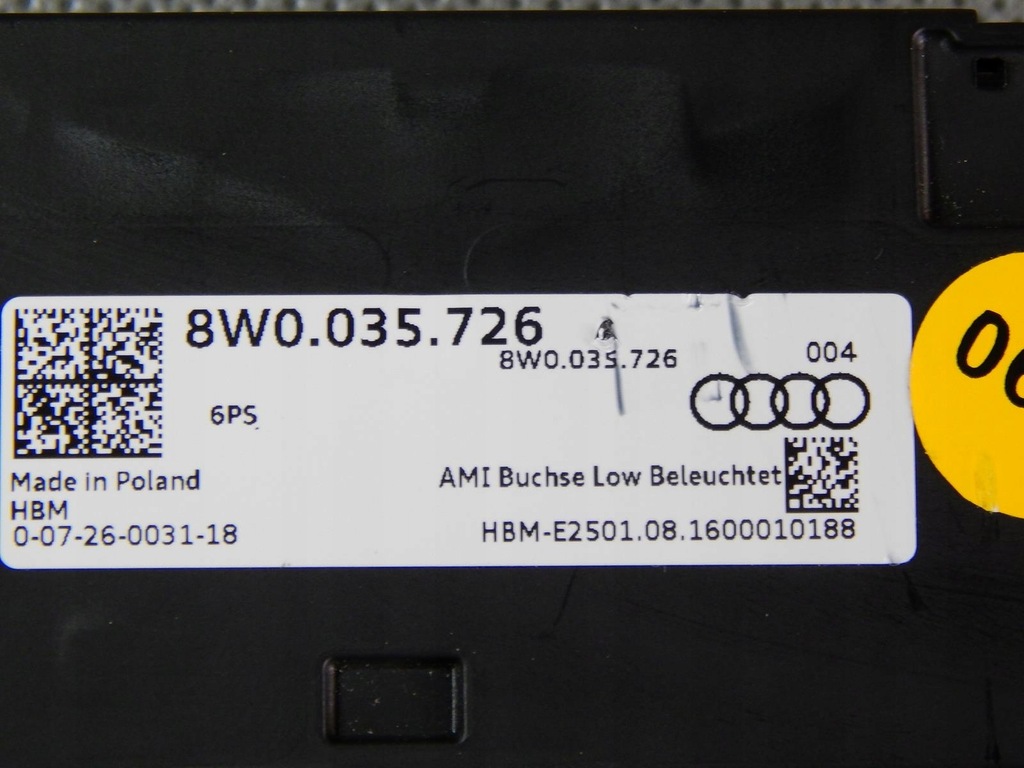 8W0.035.726
8W0.035.726
004
6PS
Made in Poland
AMI Buchse Low Beleuchtet
HBM
0-07-26-0031-18
HBM-E2501.08.1600010188